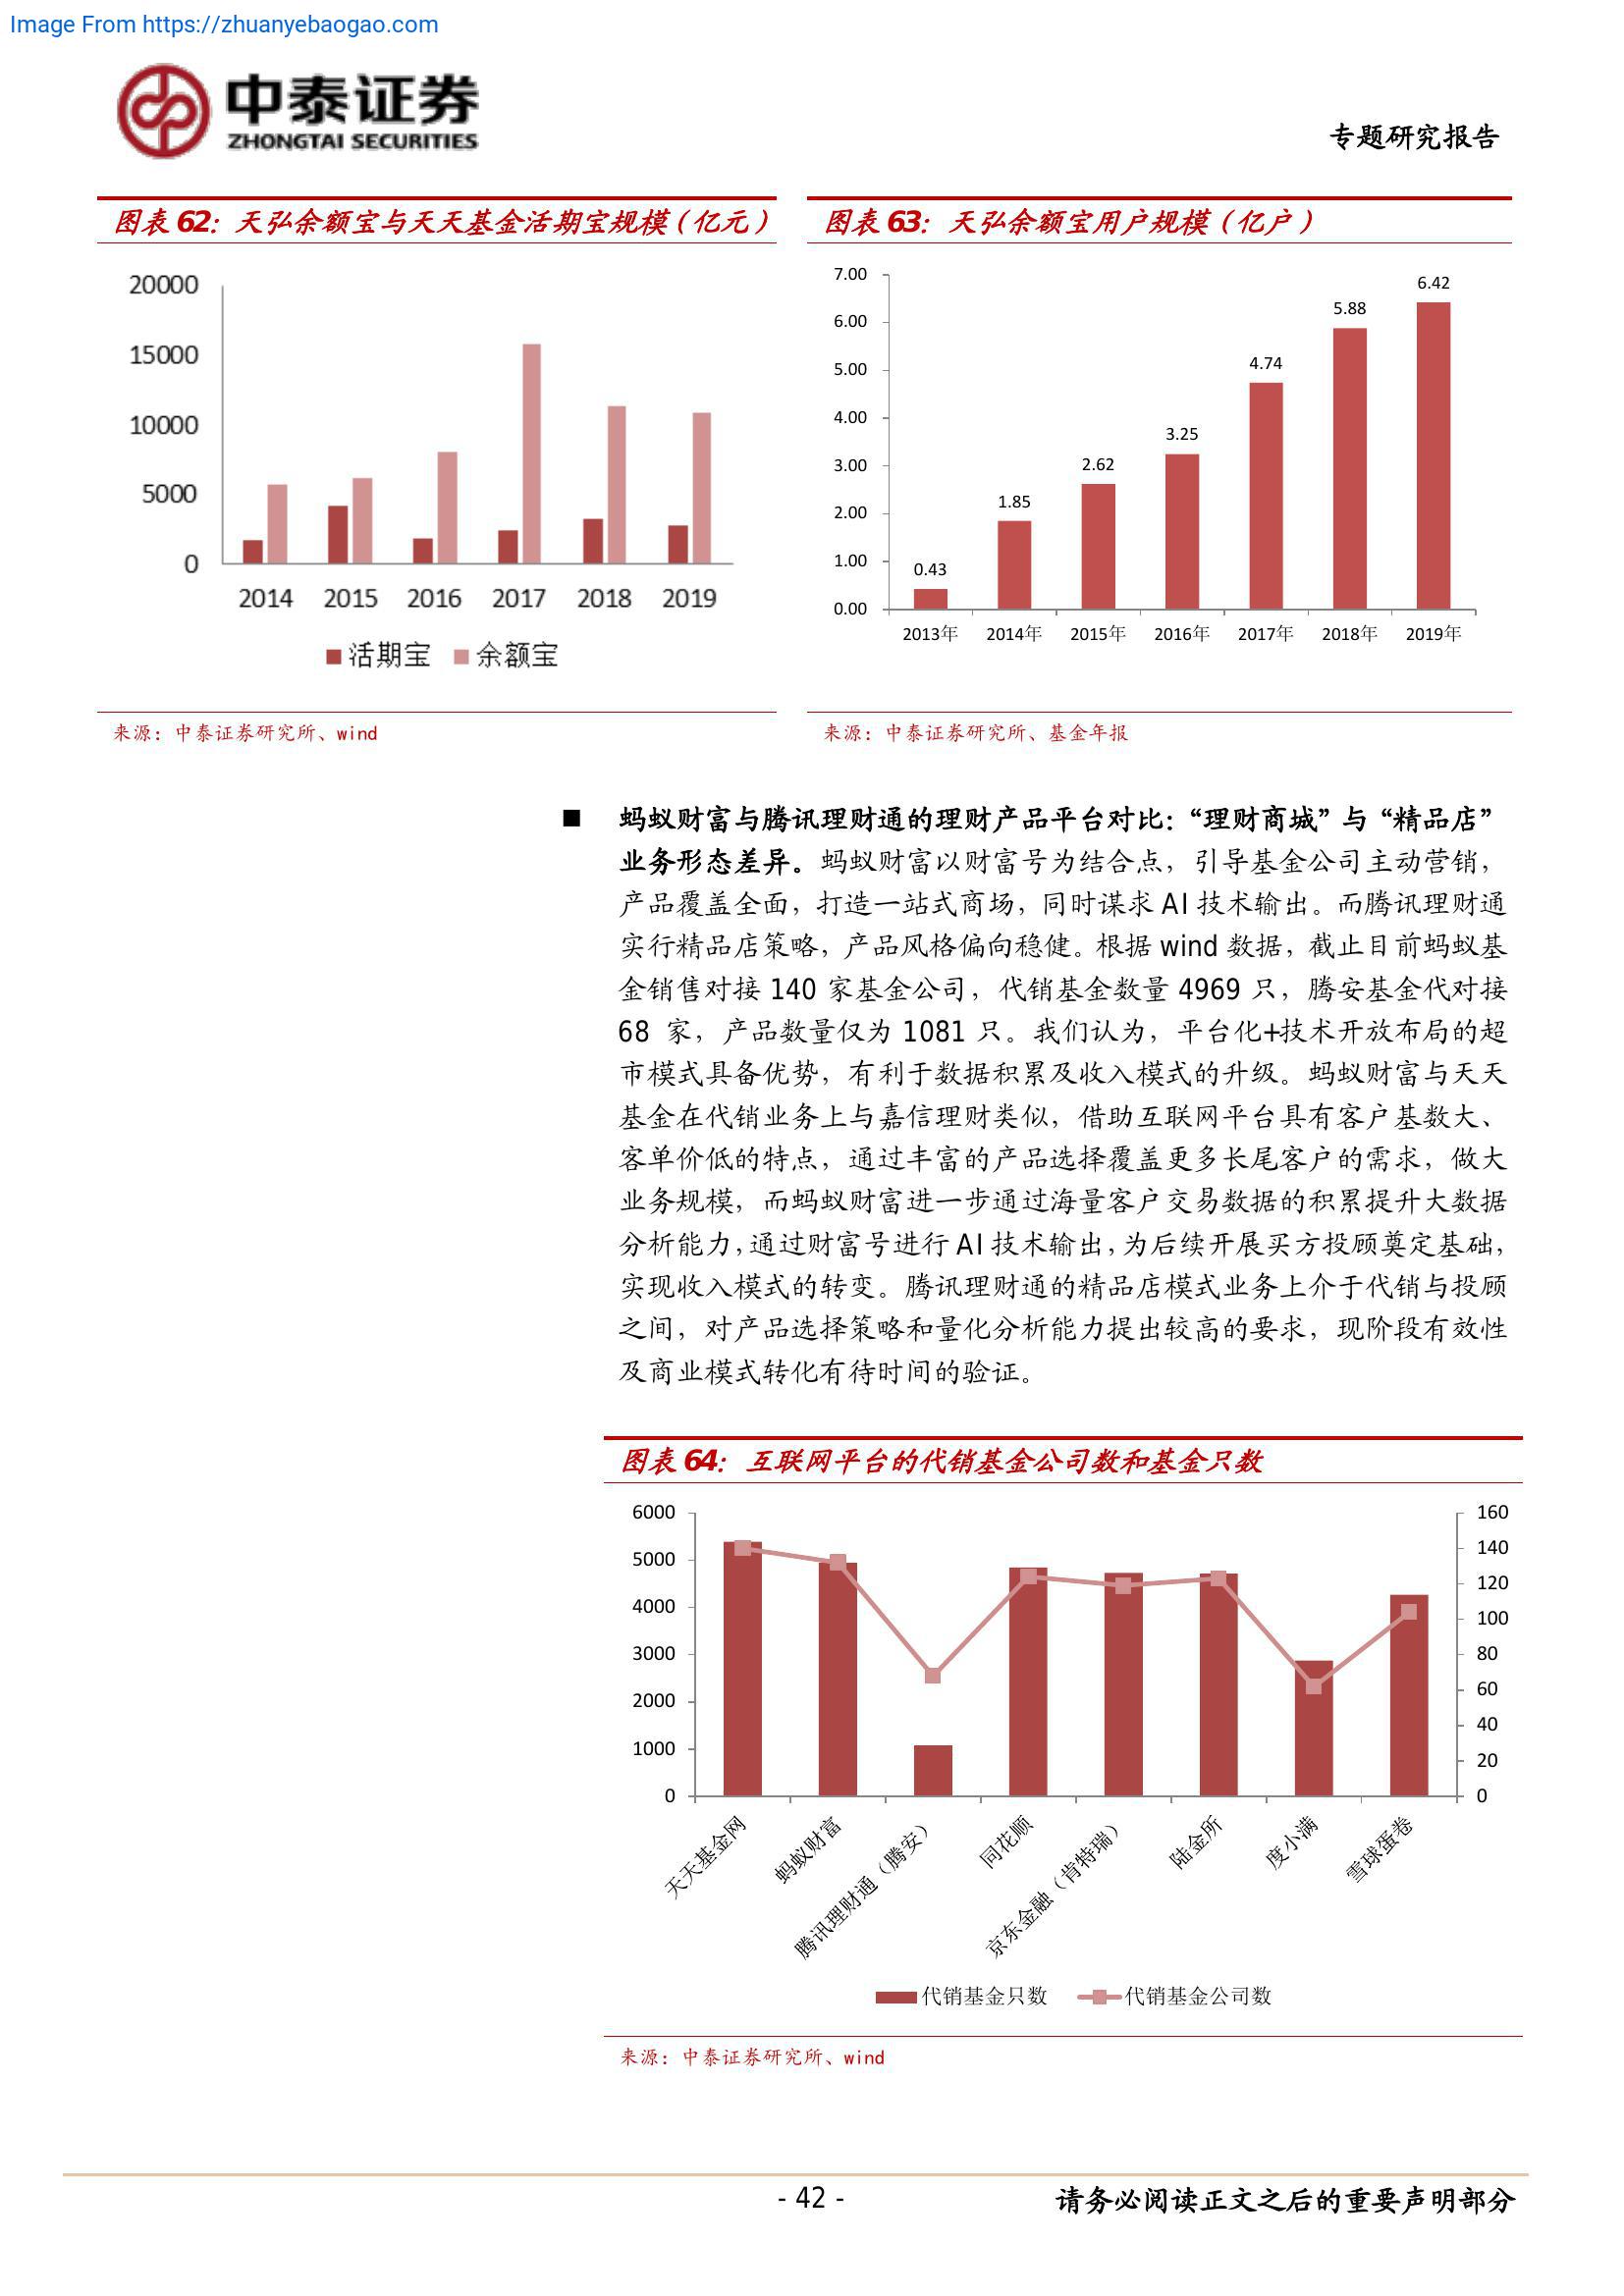 Image From https://zhuanyebaogao.com
中泰证券
ZHONGTAI SECURITIES
专题研究报告
图表 62：天弘余额宝与天天基金活期宝规模（亿元）
20000
15000
10000
5000
0
2014 2015 2016 2017 2018 2019
活期宝 余额宝
来源：中泰证券研究所、wind
图表 63：天弘余额宝用户规模（亿户）
7.00
6.00
5.00
4.00
3.00
2.00
1.00
0.00
0.43
1.85
2.62
3.25
4.74
5.88
6.42
2013年 2014年 2015年 2016年 2017年 2018年 2019年
来源：中泰证券研究所、基金年报
■ 蚂蚁财富与腾讯理财通的理财产品平台对比：“理财商城”与“精品店”
业务形态差异。蚂蚁财富以财富号为结合点，引导基金公司主动营销，
产品覆盖全面，打造一站式商场，同时谋求 AI 技术输出。而腾讯理财通
实行精品店策略，产品风格偏向稳健。根据 wind 数据，截止目前蚂蚁基
金销售对接 140 家基金公司，代销基金数量 4969 只，腾安基金代对接
68 家，产品数量仅为 1081 只。我们认为，平台化+技术开放布局的超
市模式具备优势，有利于数据积累及收入模式的升级。蚂蚁财富与天天
基金在代销业务上与嘉信理财类似，借助互联网平台具有客户基数大、
客单价低的特点，通过丰富的产品选择覆盖更多长尾客户的需求，做大
业务规模，而蚂蚁财富进一步通过海量客户交易数据的积累提升大数据
分析能力，通过财富号进行 AI 技术输出，为后续开展买方投顾奠定基础，
实现收入模式的转变。腾讯理财通的精品店模式业务上介于代销与投顾
之间，对产品选择策略和量化分析能力提出较高的要求，现阶段有效性
及商业模式转化有待时间的验证。
图表 64：互联网平台的代销基金公司数和基金只数
6000
5000
4000
3000
2000
1000
0
160
140
120
100
80
60
40
20
0
天天基金网
蚂蚁财富
腾讯理财通（腾安）
同花顺
京东金融（肯特瑞）
陆金所
度小满
雪球蛋卷
代销基金只数 代销基金公司数
来源：中泰证券研究所、wind
- 42 -
请务必阅读正文之后的重要声明部分